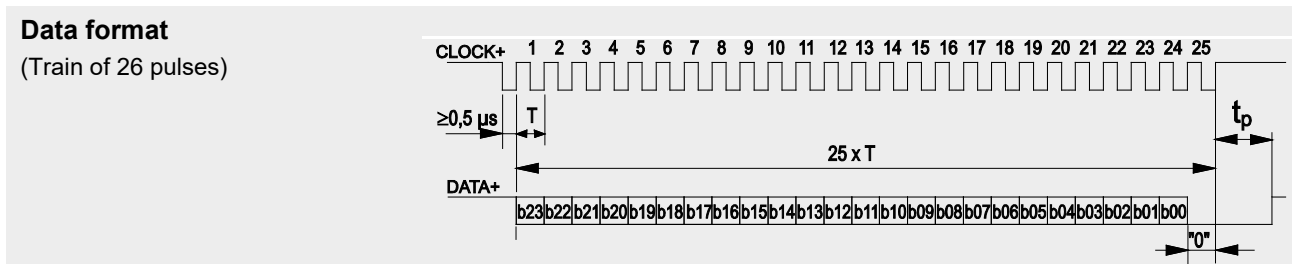 Data format
(Train of 26 pulses)
CLOCK+ 1 2 3 4 5 6 7 8 9 10 11 12 13 14 15 16 17 18 19 20 21 22 23 24 25
≥0,5 µs T tp
25 x T
DATA+
b23 b22 b21 b20 b19 b18 b17 b16 b15 b14 b13 b12 b11 b10 b09 b08 b07 b06 b05 b04 b03 b02 b01 b00
"0"